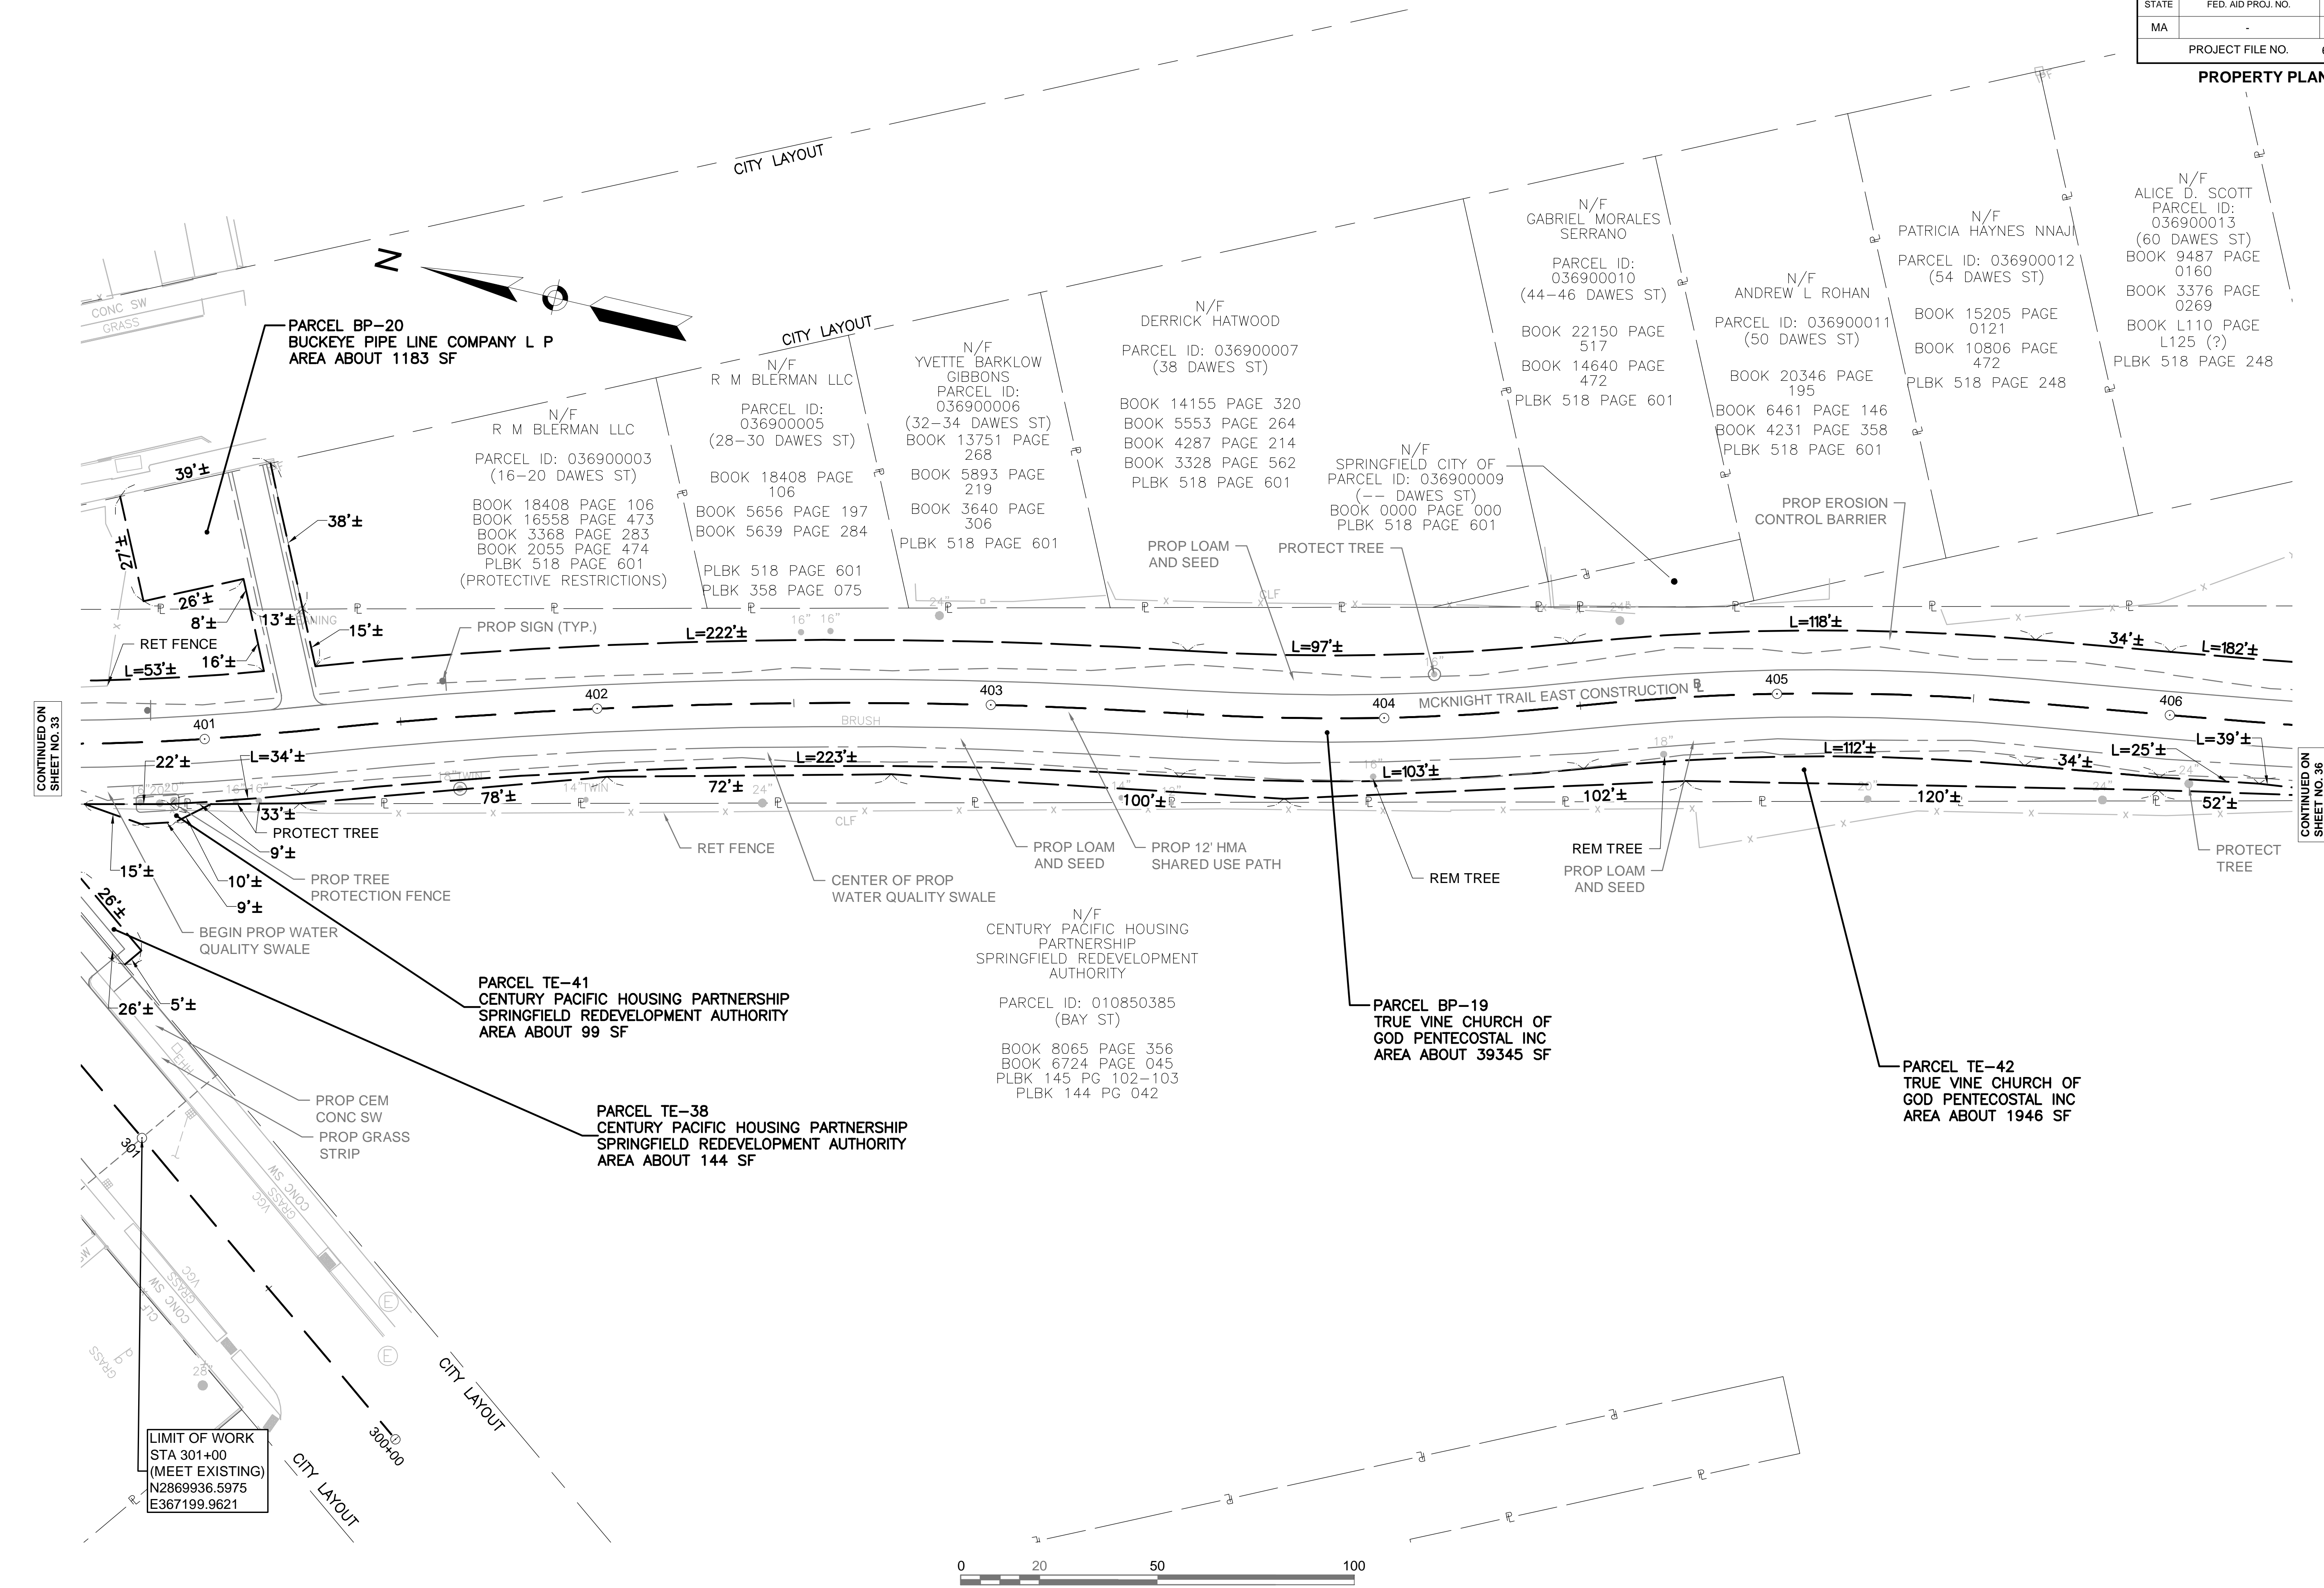 STATE
FED. AID PROJ. NO.
MA
-
PROJECT FILE NO.
PROPERTY PLAN
CITY LAYOUT
N
CONC SW
GRASS
PARCEL BP-20
BUCKEYE PIPE LINE COMPANY L P
AREA ABOUT 1183 SF
CITY LAYOUT
N/F
R M BLERMAN LLC
PARCEL ID: 036900003
(16-20 DAWES ST)
BOOK 18408 PAGE 106
BOOK 16558 PAGE 473
BOOK 3368 PAGE 283
BOOK 2055 PAGE 474
PLBK 518 PAGE 601
(PROTECTIVE RESTRICTIONS)
N/F
R M BLERMAN LLC
PARCEL ID:
036900005
(28-30 DAWES ST)
BOOK 18408 PAGE
106
BOOK 5656 PAGE 197
BOOK 5639 PAGE 284
PLBK 518 PAGE 601
PLBK 358 PAGE 075
N/F
YVETTE BARKLOW
GIBBONS
PARCEL ID:
036900006
(32-34 DAWES ST)
BOOK 13751 PAGE
268
BOOK 5893 PAGE
219
BOOK 3640 PAGE
306
PLBK 518 PAGE 601
N/F
DERRICK HATWOOD
PARCEL ID: 036900007
(38 DAWES ST)
BOOK 14155 PAGE 320
BOOK 5553 PAGE 264
BOOK 4287 PAGE 214
BOOK 3328 PAGE 562
PLBK 518 PAGE 601
N/F
SPRINGFIELD CITY OF
PARCEL ID: 036900009
(-- DAWES ST)
BOOK 0000 PAGE 000
PLBK 518 PAGE 601
N/F
GABRIEL MORALES
SERRANO
PARCEL ID:
036900010
(44-46 DAWES ST)
BOOK 22150 PAGE
517
BOOK 14640 PAGE
472
PLBK 518 PAGE 601
N/F
ANDREW L ROHAN
PARCEL ID: 036900011
(50 DAWES ST)
BOOK 20346 PAGE
195
BOOK 6461 PAGE 146
BOOK 4231 PAGE 358
PLBK 518 PAGE 601
N/F
PATRICIA HAYNES NNAJI
PARCEL ID: 036900012
(54 DAWES ST)
BOOK 15205 PAGE
0121
BOOK 10806 PAGE
472
PLBK 518 PAGE 248
N/F
ALICE D. SCOTT
PARCEL ID:
036900013
(60 DAWES ST)
BOOK 9487 PAGE
0160
BOOK 3376 PAGE
0269
BOOK L110 PAGE
L125 (?)
PLBK 518 PAGE 248
39'±
38'±
27'±
26'±
8'±
13'±
15'±
RET FENCE
16'±
L=53'±
PROP SIGN (TYP.)
L=222'±
16"
16"
24"
PROP LOAM
AND SEED
PROTECT TREE
CLF
PROP EROSION
CONTROL BARRIER
L=97'±
16"
L=118'±
34'±
L=182'±
CONTINUED ON
SHEET NO. 33
401
402
403
404
405
406
MCKNIGHT TRAIL EAST CONSTRUCTION BL
BRUSH
CONTINUED ON
SHEET NO. 36
22'±
L=34'±
L=223'±
72'±
78'±
18" TWIN
14" TWIN
24"
33'±
PROTECT TREE
9'±
15'±
10'±
9'±
PROP TREE
PROTECTION FENCE
26'±
BEGIN PROP WATER
QUALITY SWALE
CLF
RET FENCE
CENTER OF PROP
WATER QUALITY SWALE
PROP LOAM
AND SEED
PROP 12' HMA
SHARED USE PATH
100'±
L=103'±
REM TREE
102'±
18"
REM TREE
PROP LOAM
AND SEED
L=112'±
120'±
20"
34'±
L=25'±
L=39'±
24"
24"
52'±
PROTECT
TREE
26'±
5'±
PARCEL TE-41
CENTURY PACIFIC HOUSING PARTNERSHIP
SPRINGFIELD REDEVELOPMENT AUTHORITY
AREA ABOUT 99 SF
N/F
CENTURY PACIFIC HOUSING
PARTNERSHIP
SPRINGFIELD REDEVELOPMENT
AUTHORITY
PARCEL ID: 010850385
(BAY ST)
BOOK 8065 PAGE 356
BOOK 6724 PAGE 045
PLBK 145 PG 102-103
PLBK 144 PG 042
PARCEL BP-19
TRUE VINE CHURCH OF
GOD PENTECOSTAL INC
AREA ABOUT 39345 SF
PARCEL TE-42
TRUE VINE CHURCH OF
GOD PENTECOSTAL INC
AREA ABOUT 1946 SF
EHH
PROP CEM
CONC SW
PROP GRASS
STRIP
PARCEL TE-38
CENTURY PACIFIC HOUSING PARTNERSHIP
SPRINGFIELD REDEVELOPMENT AUTHORITY
AREA ABOUT 144 SF
301
CONC SW
GRASS
VGC
VGC
GRASS
CONC SW
CLF
GRASS
28"
E
E
300+00
CITY LAYOUT
CITY LAYOUT
LIMIT OF WORK
STA 301+00
(MEET EXISTING)
N2869936.5975
E367199.9621
0 20 50 100